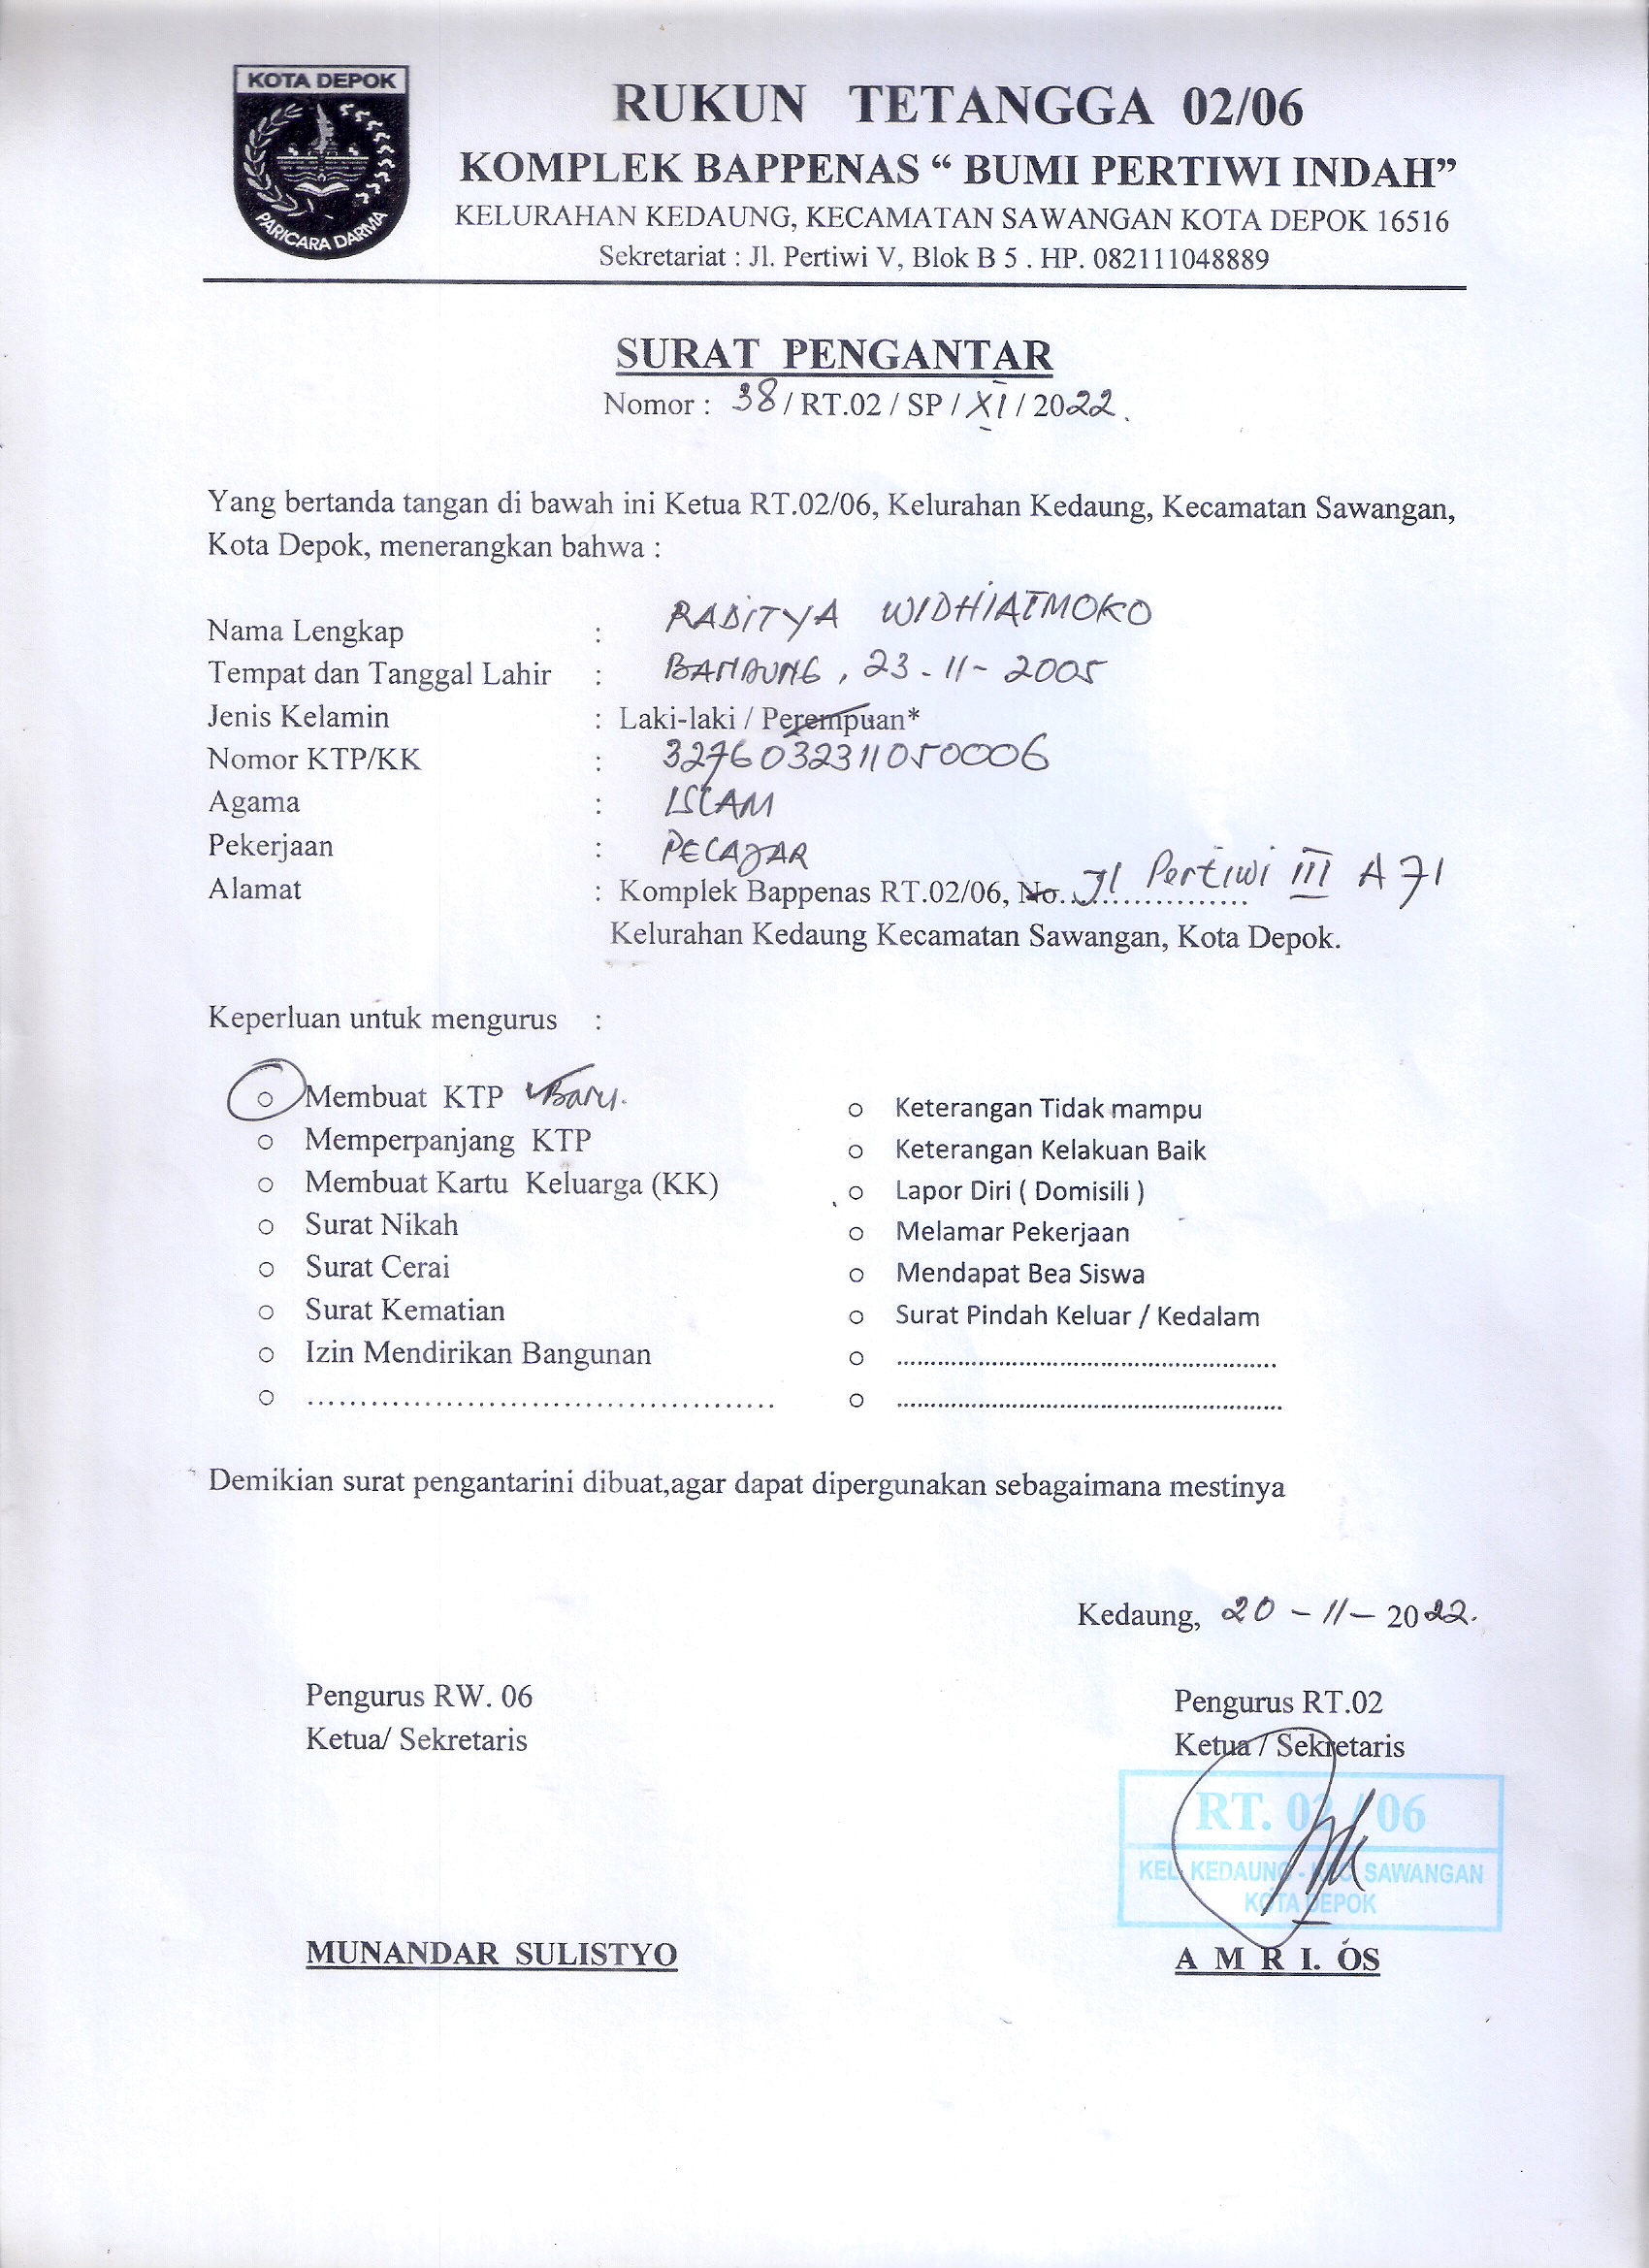 KOTA DEPOK
PARICARA DARMA
RUKUN TETANGGA 02/06
KOMPLEK BAPPENAS “ BUMI PERTIWI INDAH”
KELURAHAN KEDAUNG, KECAMATAN SAWANGAN KOTA DEPOK 16516
Sekretariat : Jl. Pertiwi V, Blok B 5 . HP. 082111048889
SURAT PENGANTAR
Nomor : 38 / RT.02 / SP / XI / 2022.
Yang bertanda tangan di bawah ini Ketua RT.02/06, Kelurahan Kedaung, Kecamatan Sawangan,
Kota Depok, menerangkan bahwa :
Nama Lengkap : RADITYA WIDHIATMOKO
Tempat dan Tanggal Lahir : BANDUNG, 23-11-2005
Jenis Kelamin : Laki-laki / Perempuan*
Nomor KTP/KK : 3276032311050006
Agama : ISLAM
Pekerjaan : PELAJAR
Alamat : Komplek Bappenas RT.02/06, No. Jl Pertiwi III A 71
Kelurahan Kedaung Kecamatan Sawangan, Kota Depok.
Keperluan untuk mengurus :
○ Membuat KTP Baru.
○ Memperpanjang KTP
○ Membuat Kartu Keluarga (KK)
○ Surat Nikah
○ Surat Cerai
○ Surat Kematian
○ Izin Mendirikan Bangunan
○ ............................................
○ Keterangan Tidak mampu
○ Keterangan Kelakuan Baik
○ Lapor Diri ( Domisili )
○ Melamar Pekerjaan
○ Mendapat Bea Siswa
○ Surat Pindah Keluar / Kedalam
○ ............................................
○ ............................................
Demikian surat pengantarini dibuat,agar dapat dipergunakan sebagaimana mestinya
Kedaung, 20 - 11 - 2022.
Pengurus RW. 06
Ketua/ Sekretaris
MUNANDAR SULISTYO
Pengurus RT.02
Ketua / Sekretaris
RT. 02 / 06
KEL. KEDAUNG - KEC. SAWANGAN
KOTA DEPOK
A M R I. OS